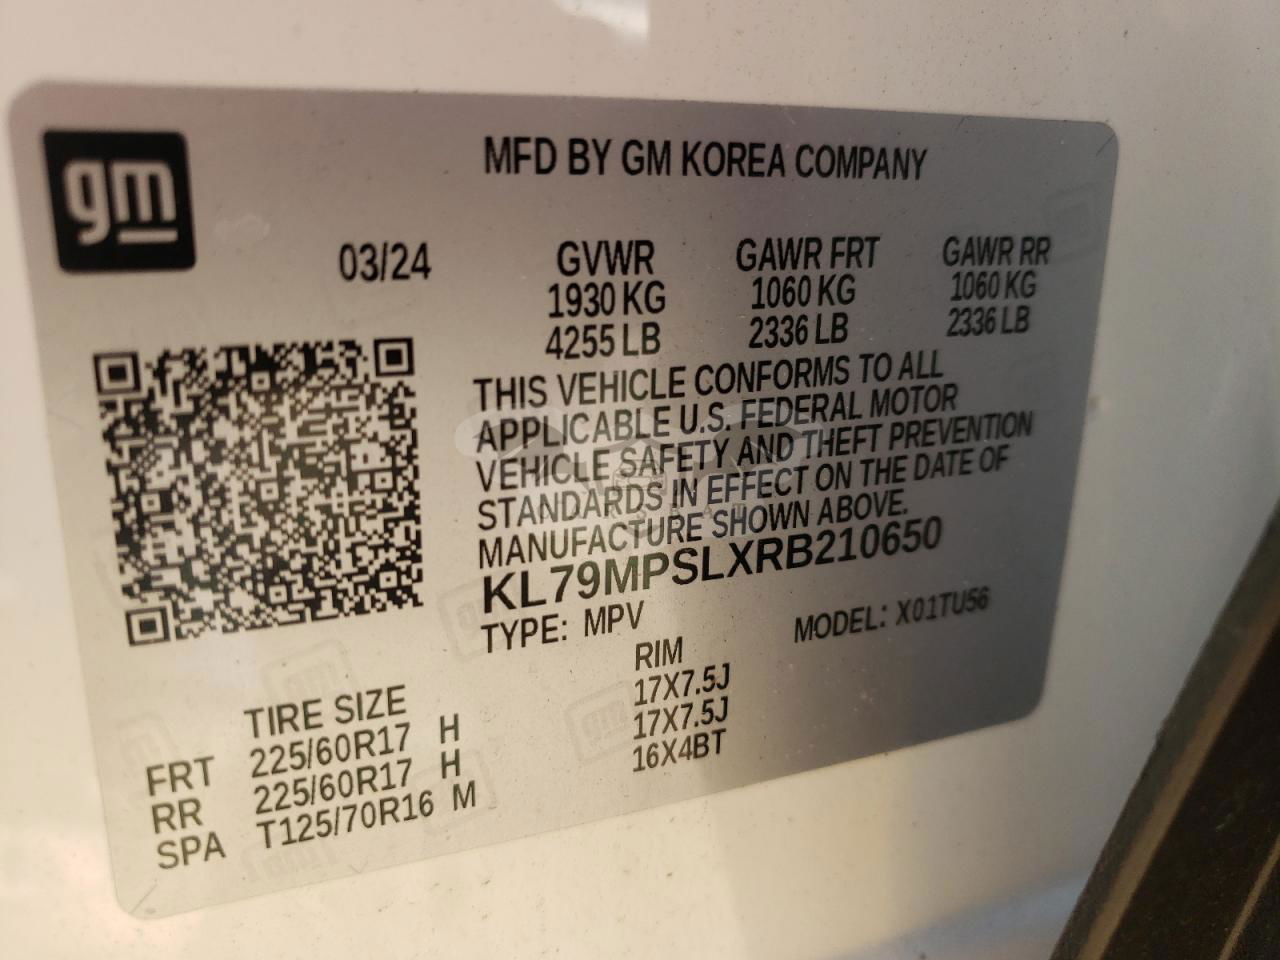 gm
MFD BY GM KOREA COMPANY
03/24 GVWR GAWR FRT GAWR RR
1930 KG 1060 KG 1060 KG
4255 LB 2336 LB 2336 LB
THIS VEHICLE CONFORMS TO ALL
APPLICABLE U.S. FEDERAL MOTOR
VEHICLE SAFETY AND THEFT PREVENTION
STANDARDS IN EFFECT ON THE DATE OF
MANUFACTURE SHOWN ABOVE.
KL79MPSLXRB210650
TYPE: MPV MODEL: X01TU56
TIRE SIZE RIM
FRT 225/60R17 H 17X7.5J
RR 225/60R17 H 17X7.5J
SPA T125/70R16 M 16X4BT